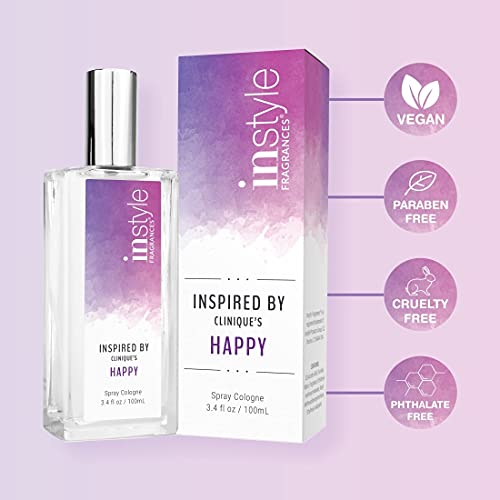 instyle
FRAGRANCES
INSPIRED BY
CLINIQUE'S
HAPPY
Spray Cologne
3.4 fl oz / 100mL
instyle
FRAGRANCES®
INSPIRED BY
CLINIQUE'S
HAPPY
Spray Cologne
3.4 fl oz / 100mL
VEGAN
PARABEN
FREE
CRUELTY
FREE
PHTHALATE
FREE